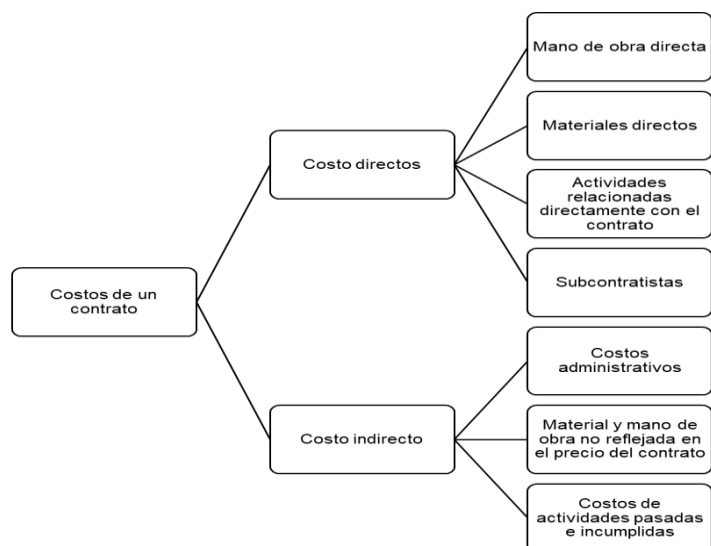 Mano de obra directa
Materiales directos
Costo directos
Actividades
relacionadas
directamente con el
contrato
Subcontratistas
Costos de un
contrato
Costos
administrativos
Costo indirecto
Material y mano de
obra no reflejada en
el precio del contrato
Costos de
actividades pasadas
e incumplidas